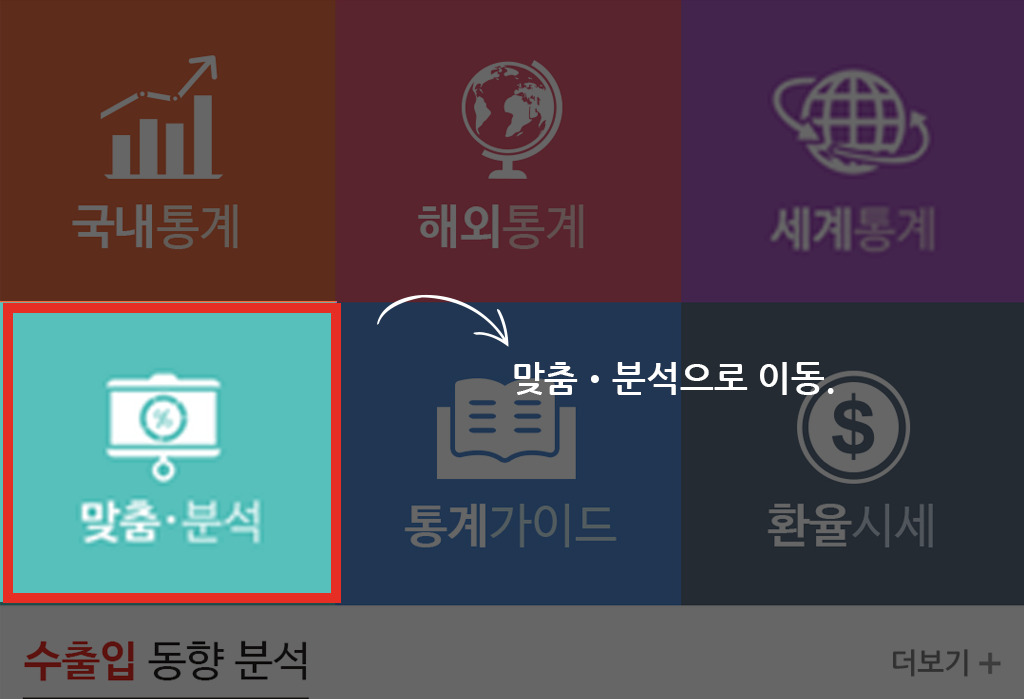 국내통계
해외통계
세계통계
맞춤・분석으로 이동.
%
$
맞춤・분석
통계가이드
환율시세
수출입 동향 분석
더보기 +